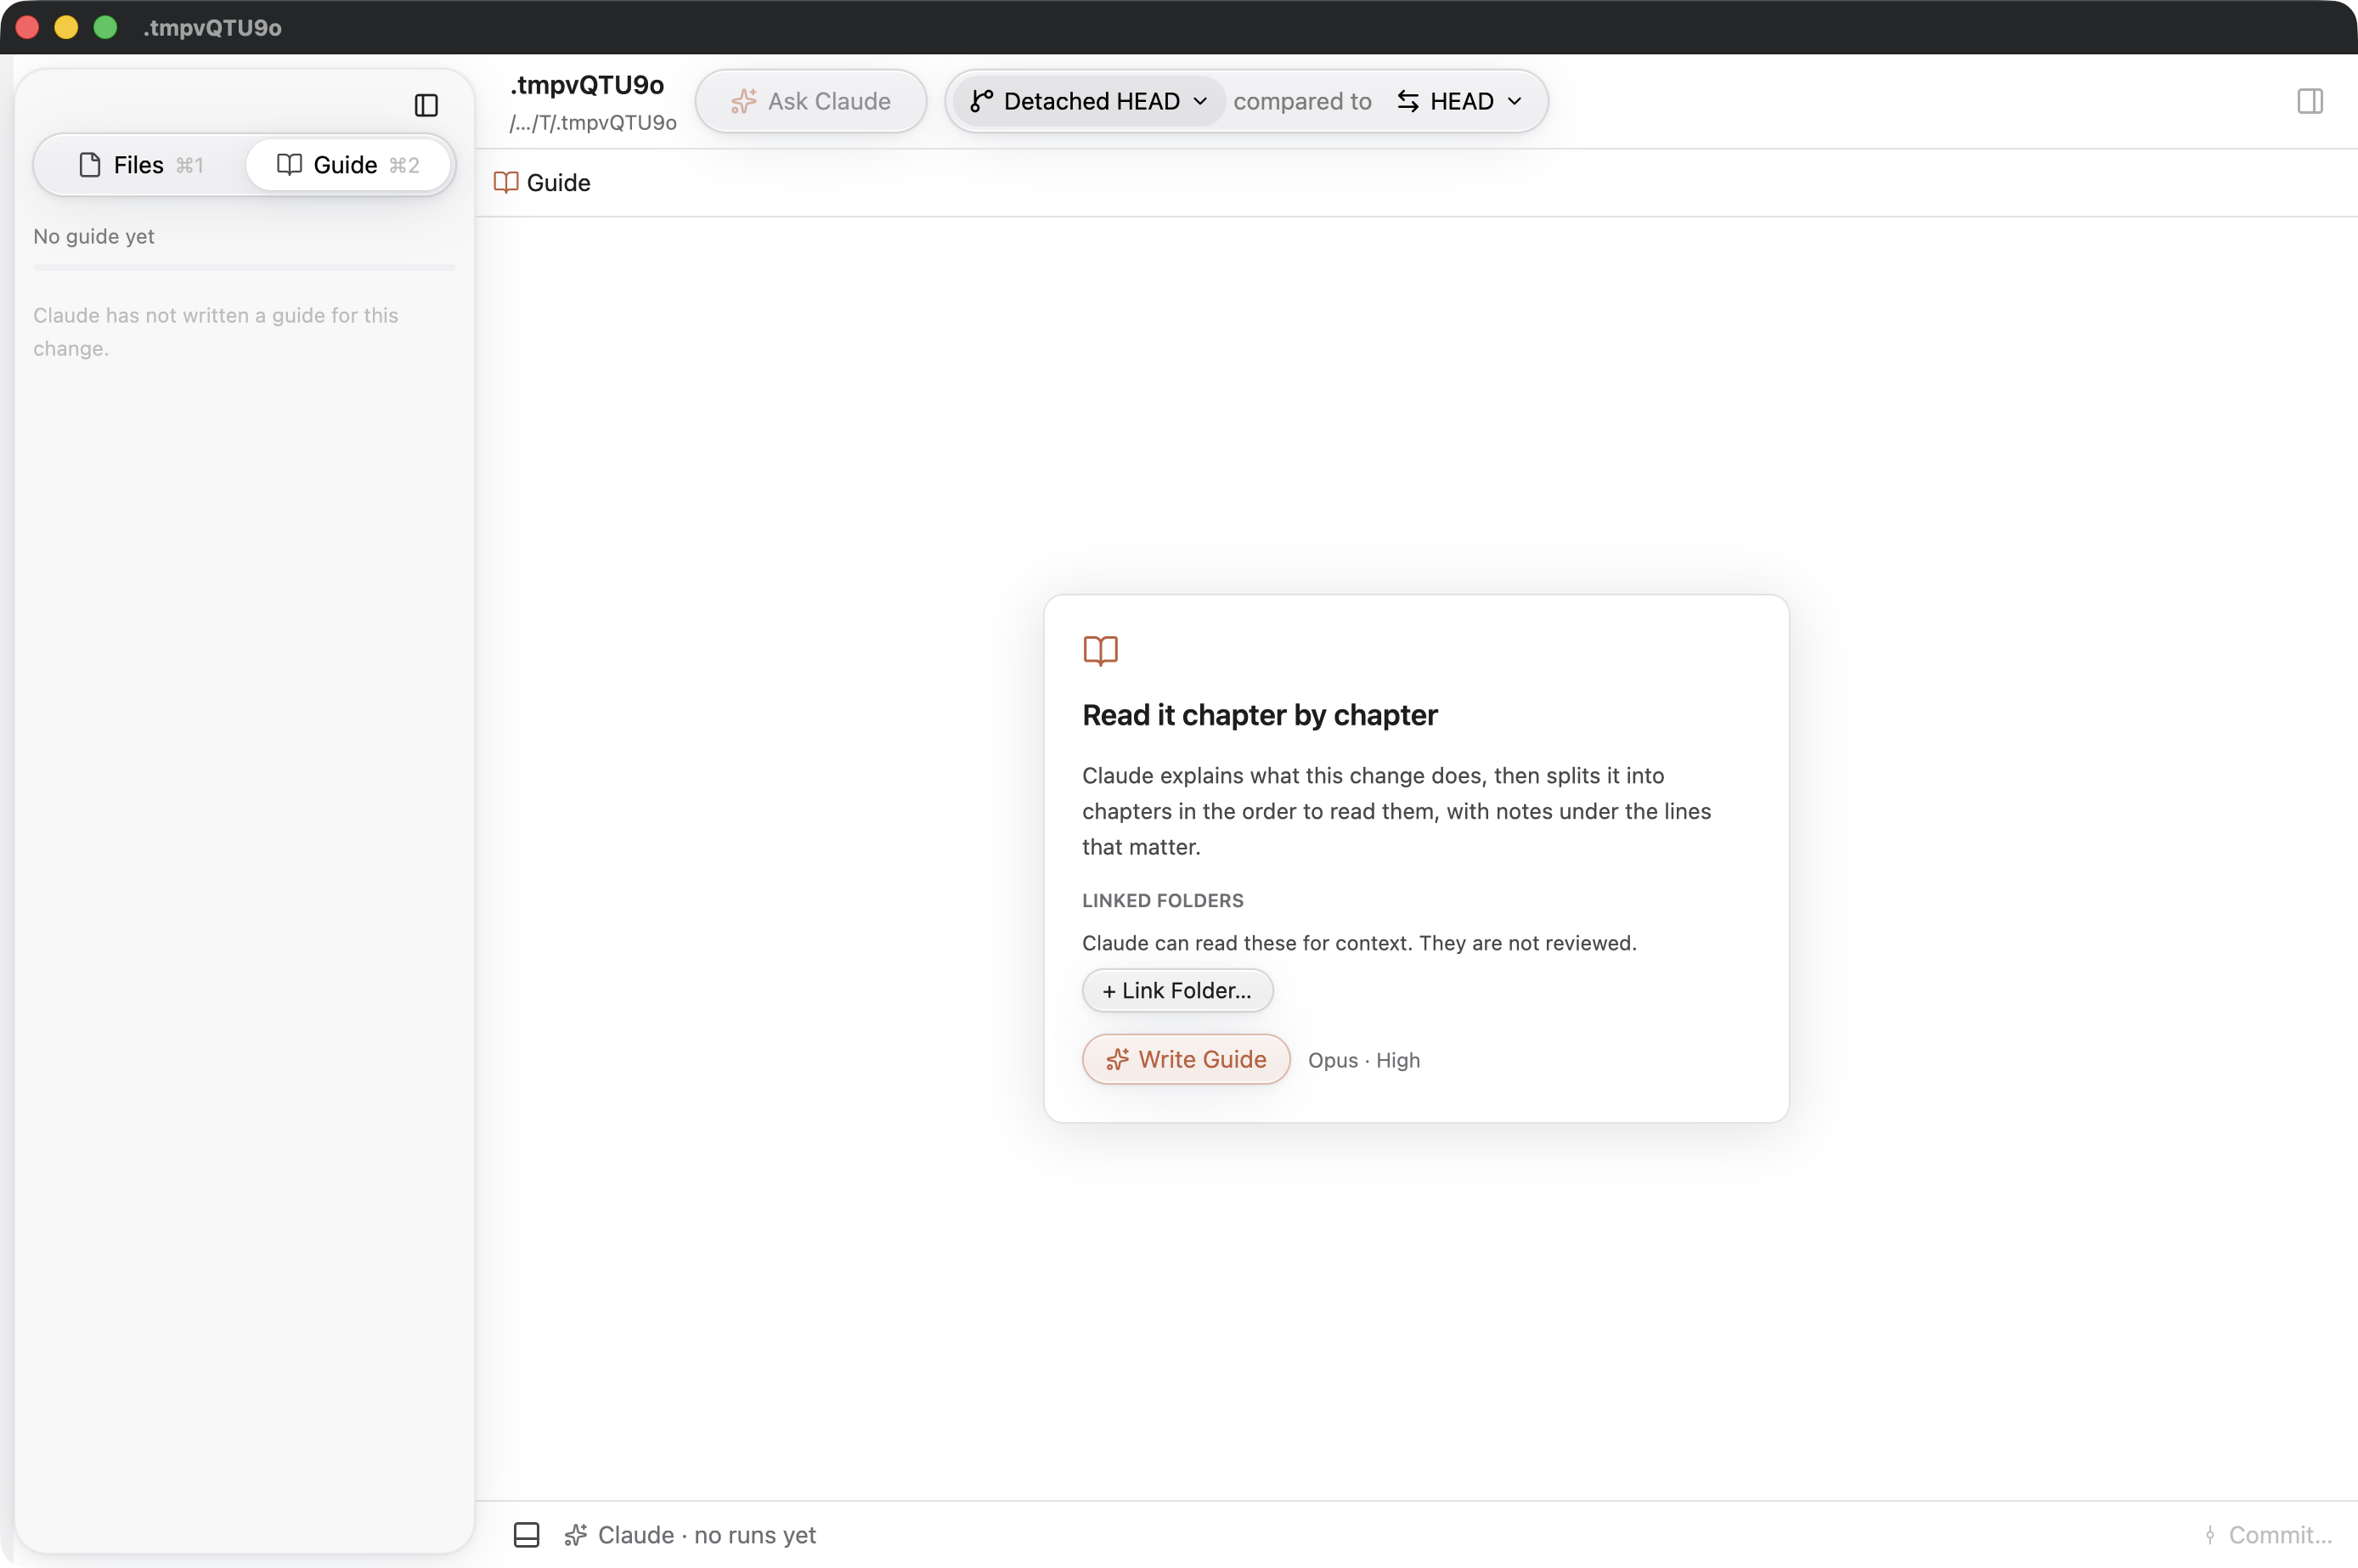 .tmpvQTU9o
Files ⌘1
Guide ⌘2
No guide yet
Claude has not written a guide for this
change.
.tmpvQTU9o
/.../T/.tmpvQTU9o
Ask Claude
Detached HEAD
compared to
HEAD
Guide
Read it chapter by chapter
Claude explains what this change does, then splits it into
chapters in the order to read them, with notes under the lines
that matter.
LINKED FOLDERS
Claude can read these for context. They are not reviewed.
+ Link Folder...
Write Guide
Opus · High
Claude · no runs yet
Commit...